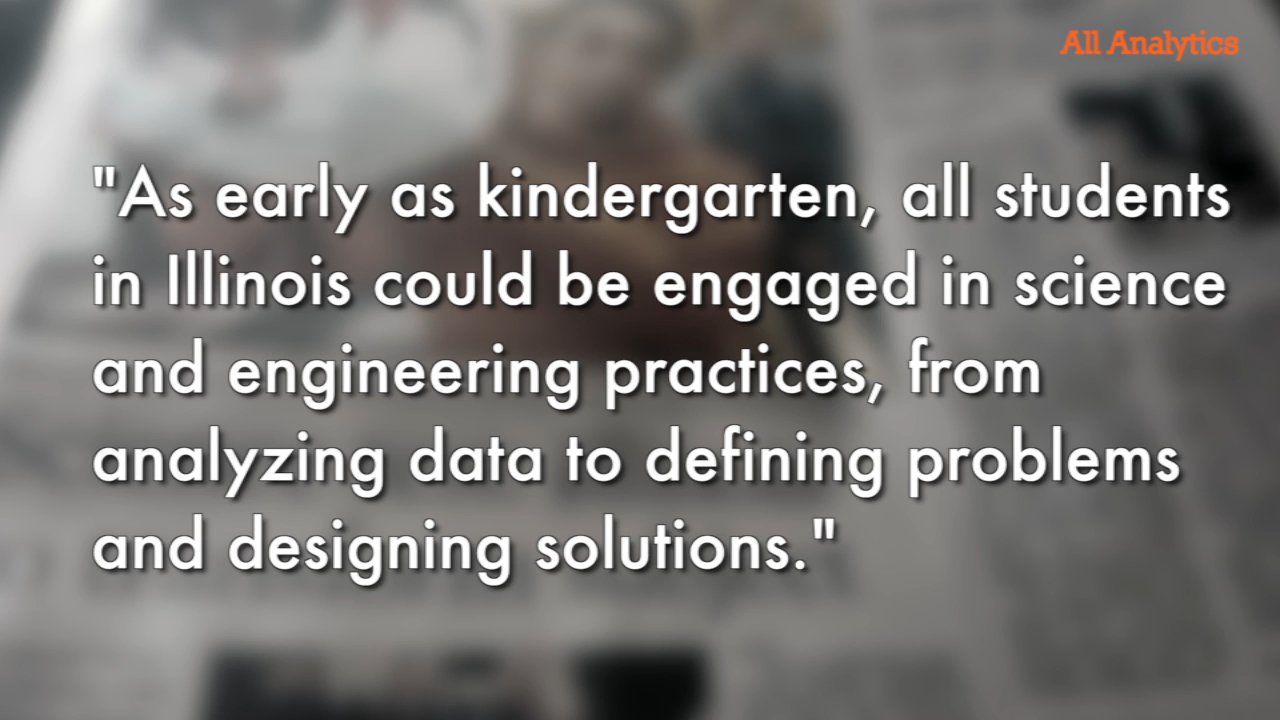 All Analytics
"As early as kindergarten, all students
in Illinois could be engaged in science
and engineering practices, from
analyzing data to defining problems
and designing solutions."